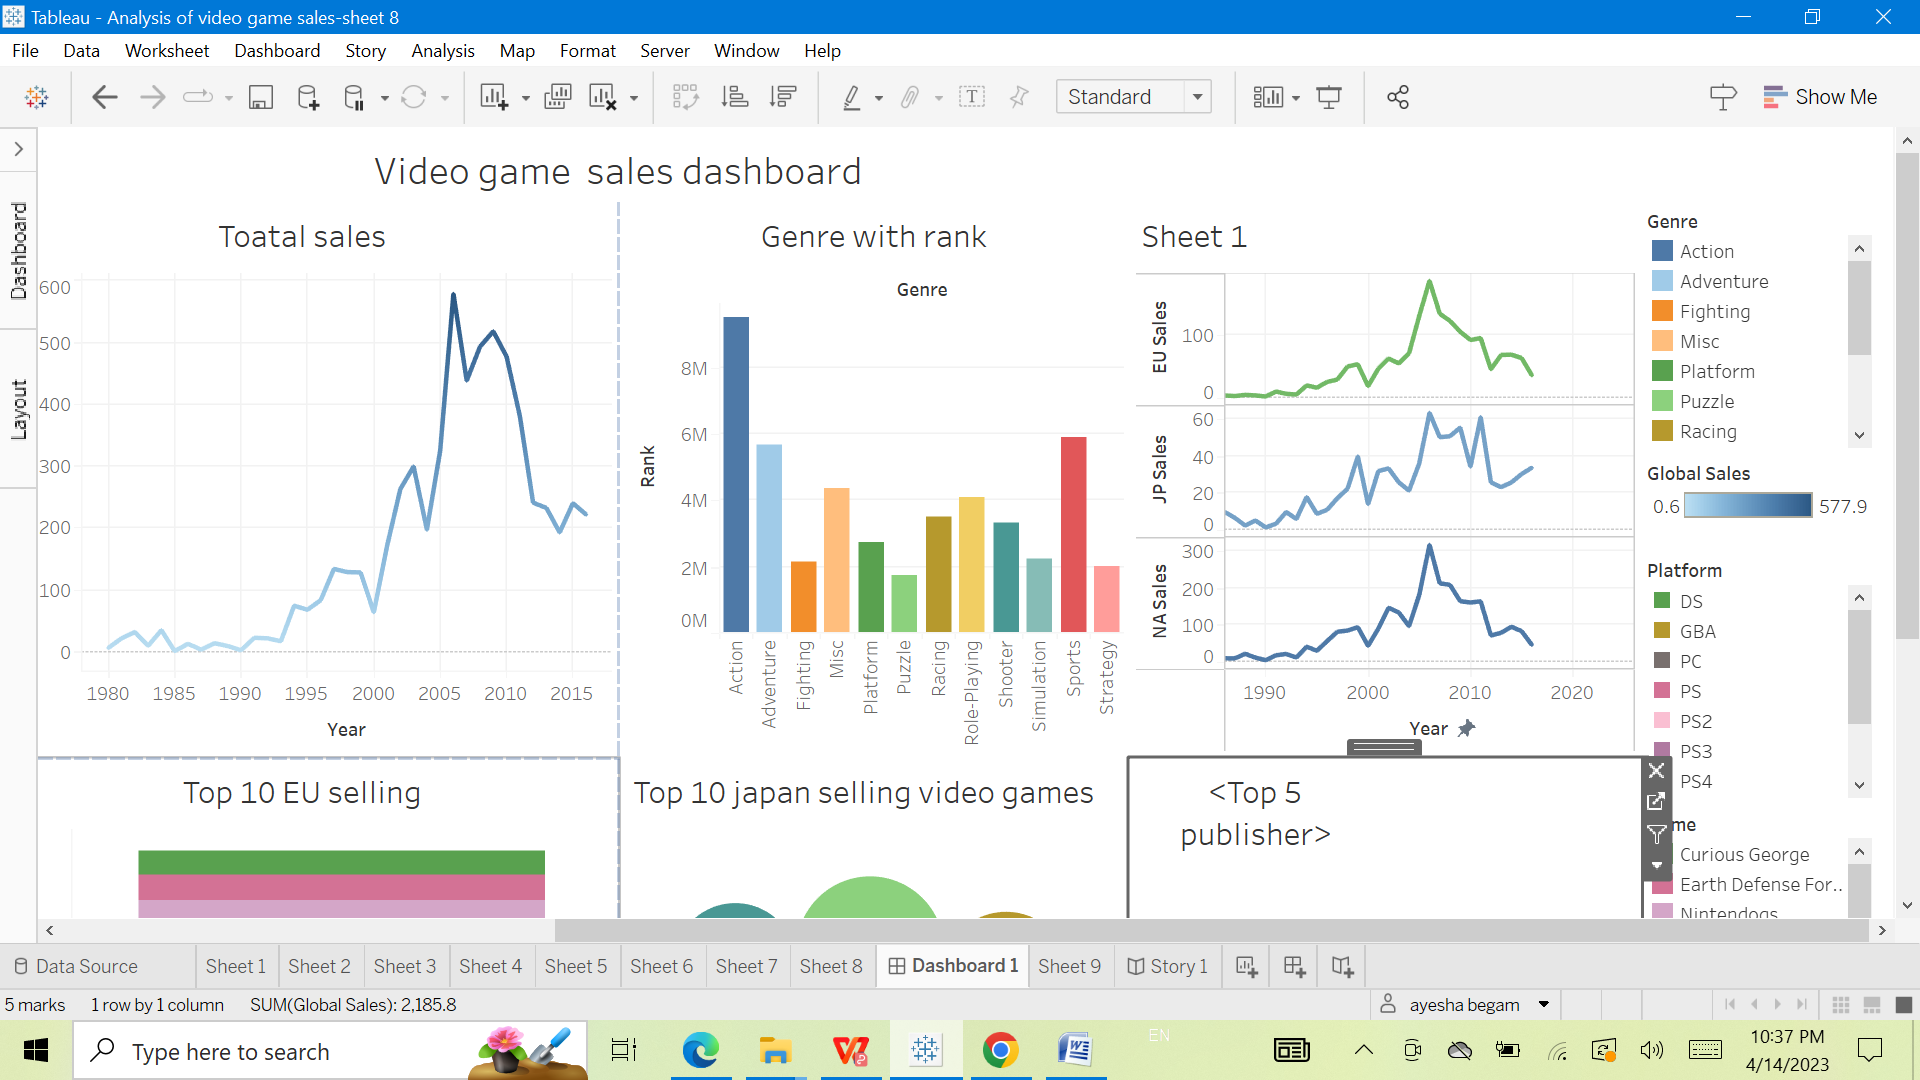 Tableau - Analysis of video game sales-sheet 8
File Data Worksheet Dashboard Story Analysis Map Format Server Window Help
Standard
Show Me
Dashboard
Layout
Video game sales dashboard
Toatal sales
600
500
400
300
200
100
0
1980 1985 1990 1995 2000 2005 2010 2015
Year
Genre with rank
Genre
Rank
8M
6M
4M
2M
0M
Action
Adventure
Fighting
Misc
Platform
Puzzle
Racing
Role-Playing
Shooter
Simulation
Sports
Strategy
Sheet 1
EU Sales
100
0
JP Sales
60
40
20
0
NA Sales
300
200
100
0
1990 2000 2010 2020
Year
Genre
Action
Adventure
Fighting
Misc
Platform
Puzzle
Racing
Global Sales
0.6 577.9
Platform
DS
GBA
PC
PS
PS2
PS3
PS4
me
Curious George
Earth Defense For..
Nintendogs
Top 10 EU selling
Top 10 japan selling video games
<Top 5
publisher>
Data Source Sheet 1 Sheet 2 Sheet 3 Sheet 4 Sheet 5 Sheet 6 Sheet 7 Sheet 8 Dashboard 1 Sheet 9 Story 1
5 marks 1 row by 1 column SUM(Global Sales): 2,185.8
ayesha begam
Type here to search
EN
10:37 PM
4/14/2023